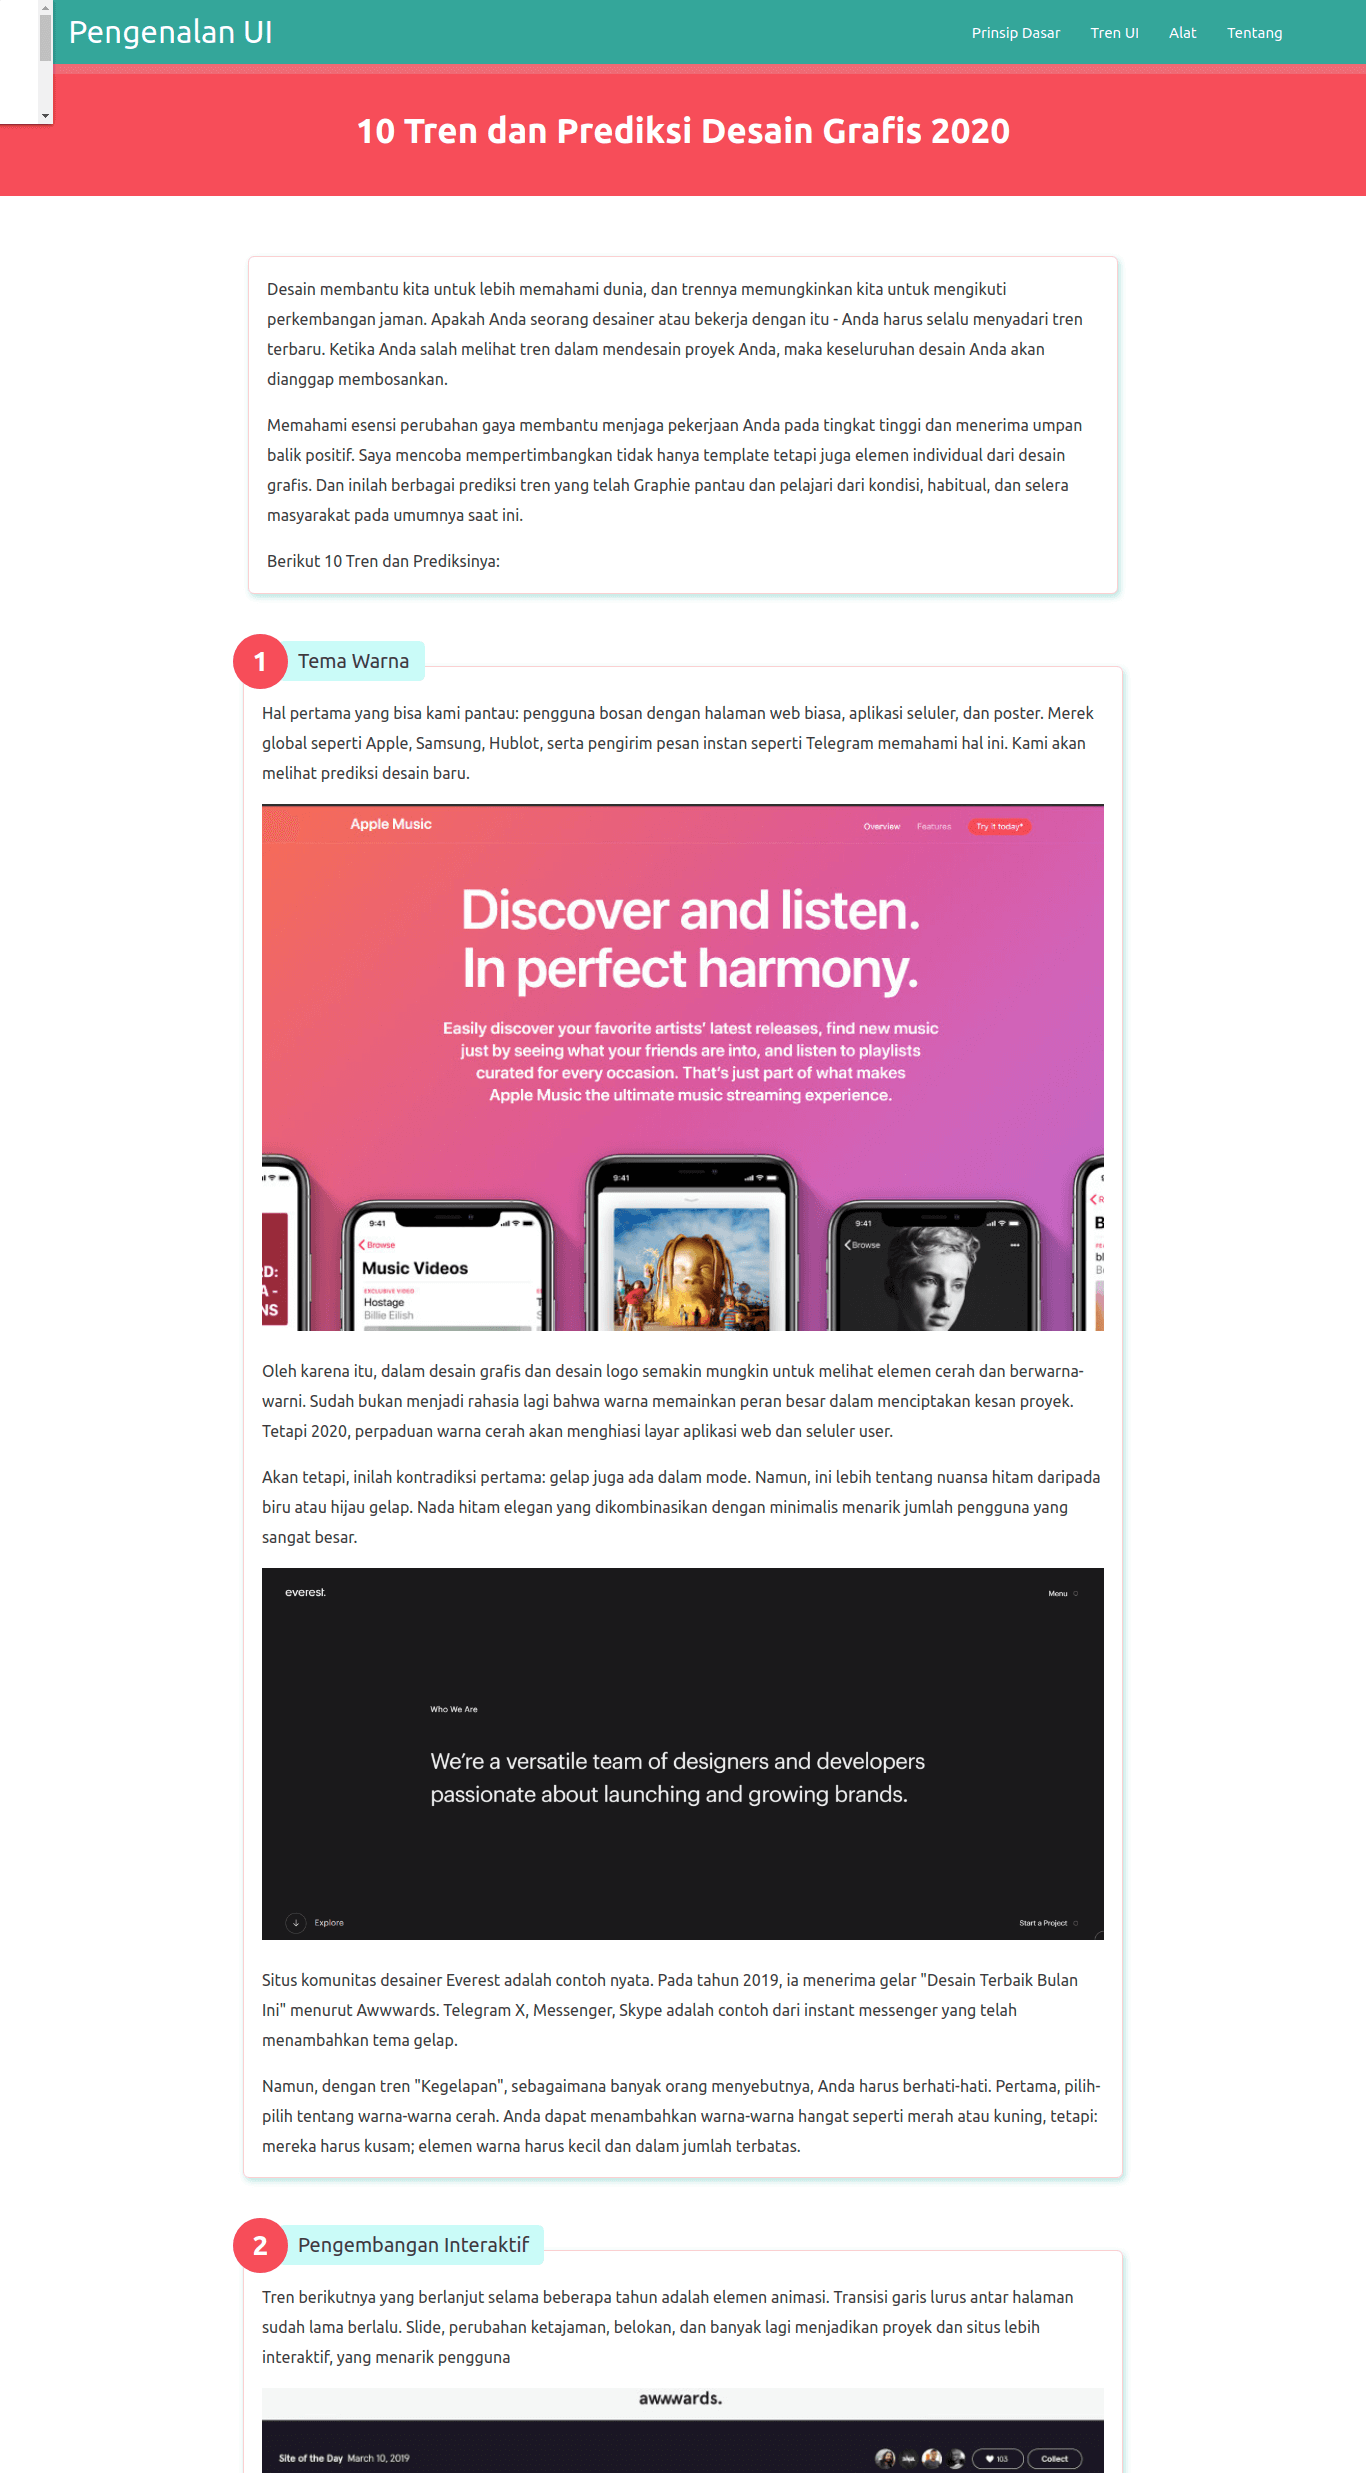 Pengenalan UI
Prinsip Dasar Tren UI Alat Tentang
10 Tren dan Prediksi Desain Grafis 2020
Desain membantu kita untuk lebih memahami dunia, dan trennya memungkinkan kita untuk mengikuti
perkembangan jaman. Apakah Anda seorang desainer atau bekerja dengan itu - Anda harus selalu menyadari tren
terbaru. Ketika Anda salah melihat tren dalam mendesain proyek Anda, maka keseluruhan desain Anda akan
dianggap membosankan.
Memahami esensi perubahan gaya membantu menjaga pekerjaan Anda pada tingkat tinggi dan menerima umpan
balik positif. Saya mencoba mempertimbangkan tidak hanya template tetapi juga elemen individual dari desain
grafis. Dan inilah berbagai prediksi tren yang telah Graphie pantau dan pelajari dari kondisi, habitual, dan selera
masyarakat pada umumnya saat ini.
Berikut 10 Tren dan Prediksinya:
1 Tema Warna
Hal pertama yang bisa kami pantau: pengguna bosan dengan halaman web biasa, aplikasi seluler, dan poster. Merek
global seperti Apple, Samsung, Hublot, serta pengirim pesan instan seperti Telegram memahami hal ini. Kami akan
melihat prediksi desain baru.
Apple Music
Overview Features Try it today*
Discover and listen.
In perfect harmony.
Easily discover your favorite artists' latest releases, find new music
just by seeing what your friends are into, and listen to playlists
curated for every occasion. That's just part of what makes
Apple Music the ultimate music streaming experience.
9:41
9:41
9:41
Browse
Browse
Music Videos
EXCLUSIVE VIDEO
Hostage
Billie Eilish
RD:
A -
NS
Oleh karena itu, dalam desain grafis dan desain logo semakin mungkin untuk melihat elemen cerah dan berwarna-
warni. Sudah bukan menjadi rahasia lagi bahwa warna memainkan peran besar dalam menciptakan kesan proyek.
Tetapi 2020, perpaduan warna cerah akan menghiasi layar aplikasi web dan seluler user.
Akan tetapi, inilah kontradiksi pertama: gelap juga ada dalam mode. Namun, ini lebih tentang nuansa hitam daripada
biru atau hijau gelap. Nada hitam elegan yang dikombinasikan dengan minimalis menarik jumlah pengguna yang
sangat besar.
everest.
Menu
Who We Are
We're a versatile team of designers and developers
passionate about launching and growing brands.
Explore
Start a Project
Situs komunitas desainer Everest adalah contoh nyata. Pada tahun 2019, ia menerima gelar "Desain Terbaik Bulan
Ini" menurut Awwwards. Telegram X, Messenger, Skype adalah contoh dari instant messenger yang telah
menambahkan tema gelap.
Namun, dengan tren "Kegelapan", sebagaimana banyak orang menyebutnya, Anda harus berhati-hati. Pertama, pilih-
pilih tentang warna-warna cerah. Anda dapat menambahkan warna-warna hangat seperti merah atau kuning, tetapi:
mereka harus kusam; elemen warna harus kecil dan dalam jumlah terbatas.
2 Pengembangan Interaktif
Tren berikutnya yang berlanjut selama beberapa tahun adalah elemen animasi. Transisi garis lurus antar halaman
sudah lama berlalu. Slide, perubahan ketajaman, belokan, dan banyak lagi menjadikan proyek dan situs lebih
interaktif, yang menarik pengguna
awwwards.
Site of the Day March 10, 2019
103 Collect